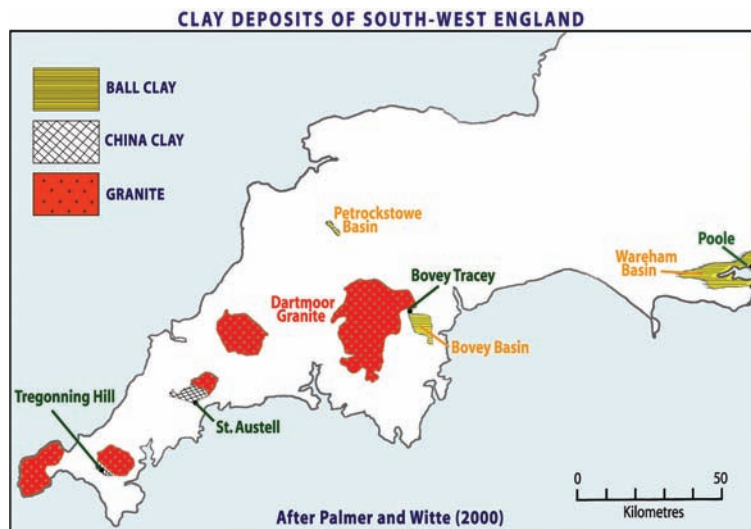 CLAY DEPOSITS OF SOUTH-WEST ENGLAND
BALL CLAY
CHINA CLAY
GRANITE
Petrockstowe
Basin
Poole
Wareham
Basin
Bovey Tracey
Dartmoor
Granite
Bovey Basin
Tregonning Hill
St. Austell
0 50
Kilometres
After Palmer and Witte (2000)